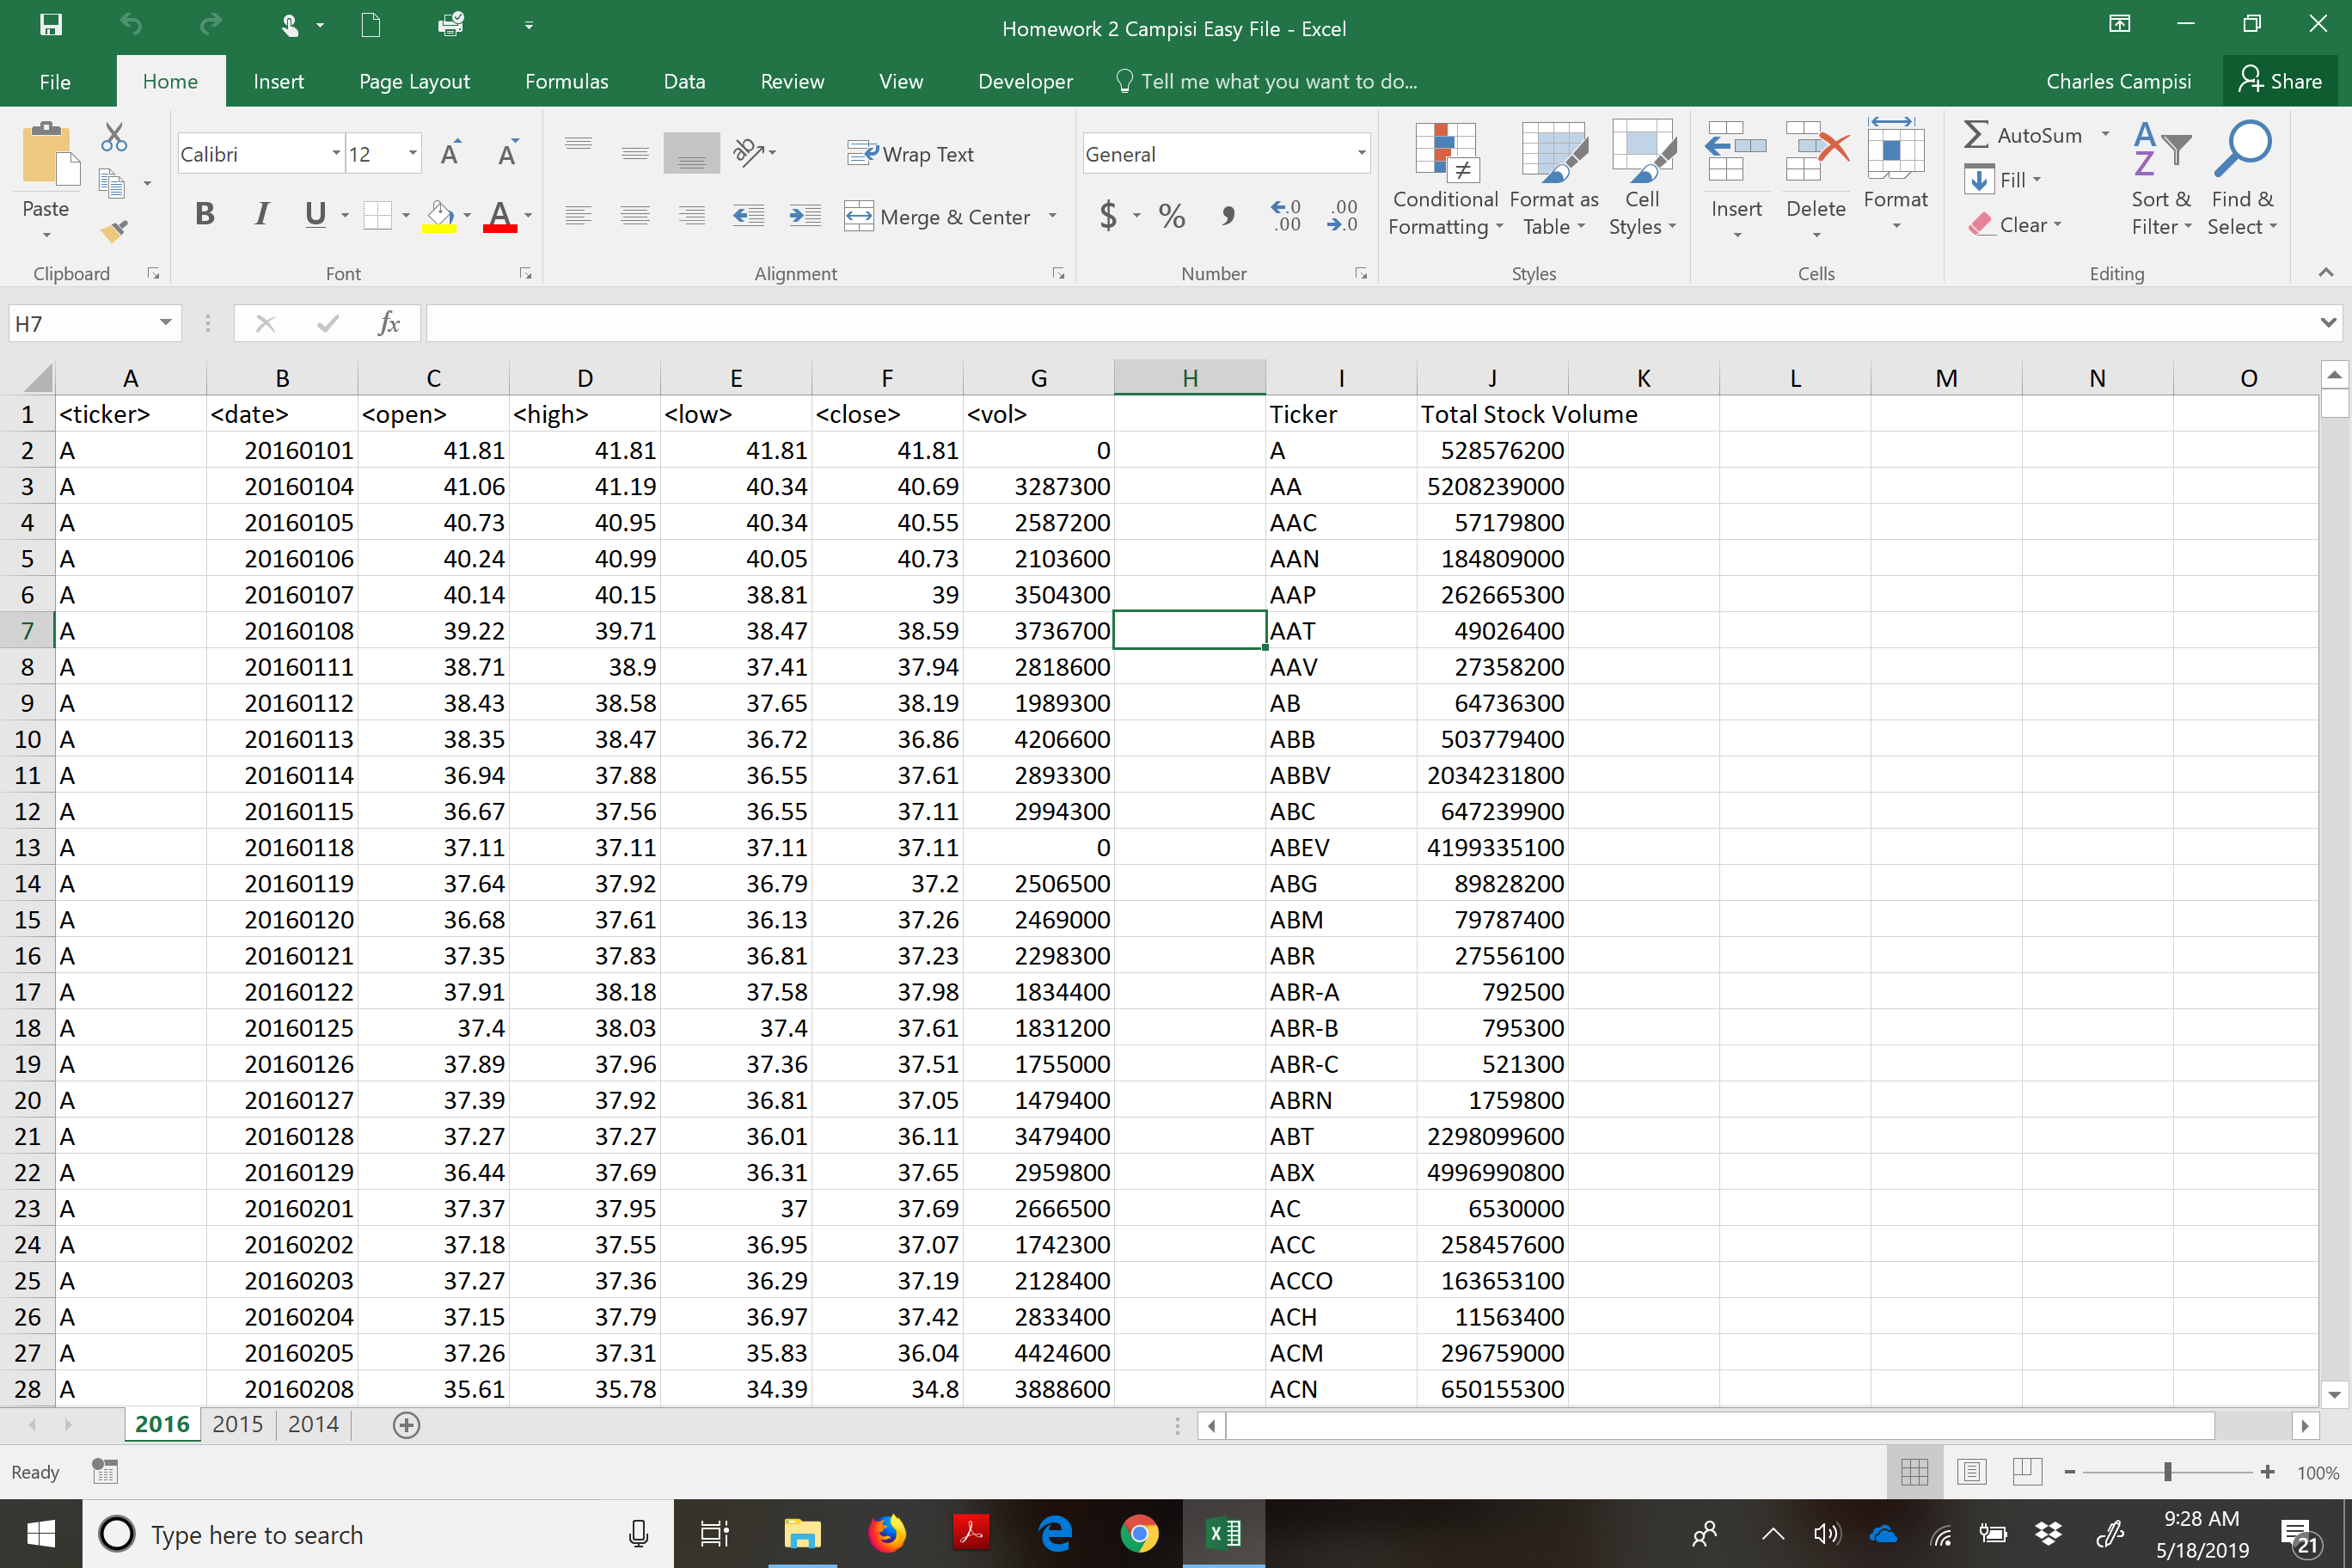 Homework 2 Campisi Easy File - Excel
File Home Insert Page Layout Formulas Data Review View Developer Tell me what you want to do... Charles Campisi Share
Paste
Clipboard
Calibri 12
B I U
Font
Wrap Text
Merge & Center
Alignment
General
$ % , .0 .00 .00 .0
Number
Conditional Formatting
Format as Table
Cell Styles
Styles
Insert
Delete
Format
Cells
AutoSum
Fill
Clear
Sort & Filter
Find & Select
Editing
H7 fx
A B C D E F G H I J K L M N O
1 <ticker> <date> <open> <high> <low> <close> <vol> Ticker Total Stock Volume
2 A 20160101 41.81 41.81 41.81 41.81 0 A 528576200
3 A 20160104 41.06 41.19 40.34 40.69 3287300 AA 5208239000
4 A 20160105 40.73 40.95 40.34 40.55 2587200 AAC 57179800
5 A 20160106 40.24 40.99 40.05 40.73 2103600 AAN 184809000
6 A 20160107 40.14 40.15 38.81 39 3504300 AAP 262665300
7 A 20160108 39.22 39.71 38.47 38.59 3736700 AAT 49026400
8 A 20160111 38.71 38.9 37.41 37.94 2818600 AAV 27358200
9 A 20160112 38.43 38.58 37.65 38.19 1989300 AB 64736300
10 A 20160113 38.35 38.47 36.72 36.86 4206600 ABB 503779400
11 A 20160114 36.94 37.88 36.55 37.61 2893300 ABBV 2034231800
12 A 20160115 36.67 37.56 36.55 37.11 2994300 ABC 647239900
13 A 20160118 37.11 37.11 37.11 37.11 0 ABEV 4199335100
14 A 20160119 37.64 37.92 36.79 37.2 2506500 ABG 89828200
15 A 20160120 36.68 37.61 36.13 37.26 2469000 ABM 79787400
16 A 20160121 37.35 37.83 36.81 37.23 2298300 ABR 27556100
17 A 20160122 37.91 38.18 37.58 37.98 1834400 ABR-A 792500
18 A 20160125 37.4 38.03 37.4 37.61 1831200 ABR-B 795300
19 A 20160126 37.89 37.96 37.36 37.51 1755000 ABR-C 521300
20 A 20160127 37.39 37.92 36.81 37.05 1479400 ABRN 1759800
21 A 20160128 37.27 37.27 36.01 36.11 3479400 ABT 2298099600
22 A 20160129 36.44 37.69 36.31 37.65 2959800 ABX 4996990800
23 A 20160201 37.37 37.95 37 37.69 2666500 AC 6530000
24 A 20160202 37.18 37.55 36.95 37.07 1742300 ACC 258457600
25 A 20160203 37.27 37.36 36.29 37.19 2128400 ACCO 163653100
26 A 20160204 37.15 37.79 36.97 37.42 2833400 ACH 11563400
27 A 20160205 37.26 37.31 35.83 36.04 4424600 ACM 296759000
28 A 20160208 35.61 35.78 34.39 34.8 3888600 ACN 650155300
2016 2015 2014
Ready 100%
Type here to search
9:28 AM
5/18/2019
21